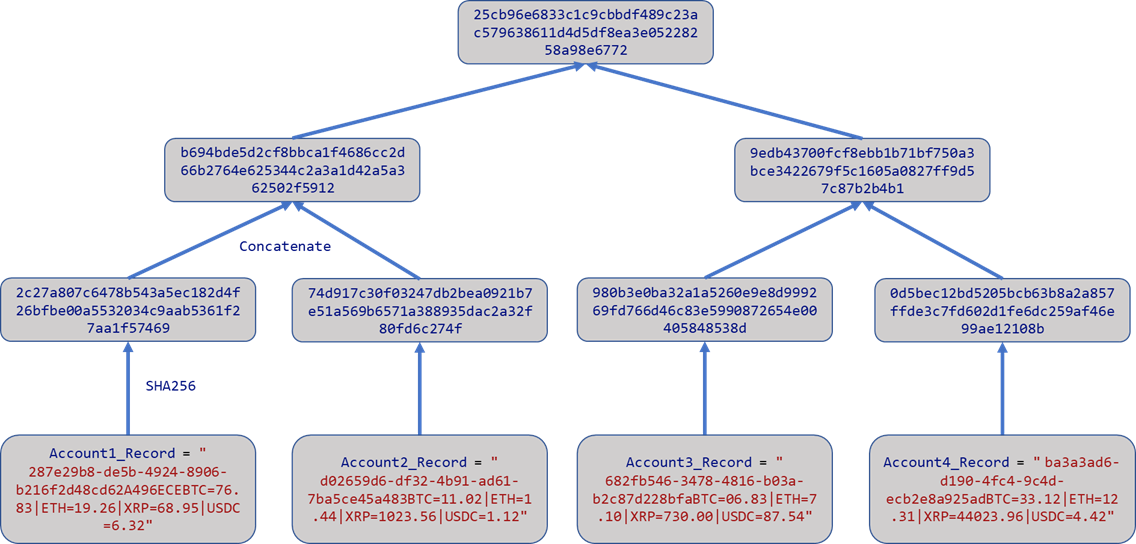 25cb96e6833c1c9cbbdf489c23a
c579638611d4d5df8ea3e052282
58a98e6772
b694bde5d2cf8bbca1f4686cc2d
66b2764e625344c2a3a1d42a5a3
62502f5912
9edb43700fcf8ebb1b71bf750a3
bce3422679f5c1605a0827ff9d5
7c87b2b4b1
Concatenate
2c27a807c6478b543a5ec182d4f
26bfbe00a5532034c9aab5361f2
7aa1f57469
74d917c30f03247db2bea0921b7
e51a569b6571a388935dac2a32f
80fd6c274f
980b3e0ba32a1a5260e9e8d9992
69fd766d46c83e5990872654e00
405848538d
0d5bec12bd5205bcb63b8a2a857
ffde3c7fd602d1fe6dc259af46e
99ae12108b
SHA256
Account1_Record = "
287e29b8-de5b-4924-8906-
b216f2d48cd62A496ECEBTC=76.
83|ETH=19.26|XRP=68.95|USDC
=6.32"
Account2_Record = "
d02659d6-df32-4b91-ad61-
7ba5ce45a483BTC=11.02|ETH=1
.44|XRP=1023.56|USDC=1.12"
Account3_Record = "
682fb546-3478-4816-b03a-
b2c87d228bfaBTC=06.83|ETH=7
.10|XRP=730.00|USDC=87.54"
Account4_Record = " ba3a3ad6-
d190-4fc4-9c4d-
ecb2e8a925adBTC=33.12|ETH=12
.31|XRP=44023.96|USDC=4.42"